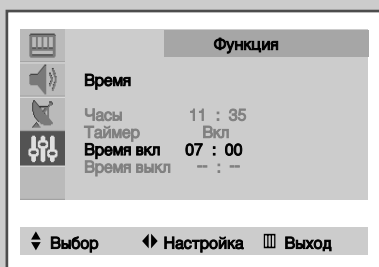 Функция
Время
Часы 11 : 35
Таймер Вкл
Время вкл 07 : 00
Время выкл -- : --
Выбор Настройка Выход